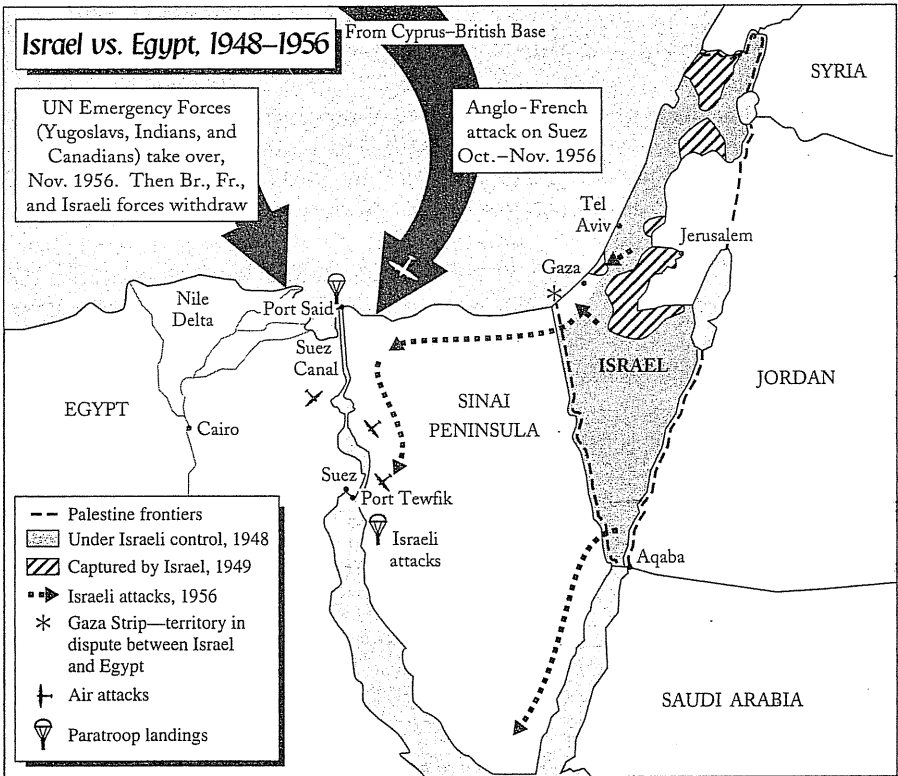 Israel vs. Egypt, 1948–1956
From Cyprus–British Base
UN Emergency Forces
(Yugoslavs, Indians, and
Canadians) take over,
Nov. 1956. Then Br., Fr.,
and Israeli forces withdraw
Anglo-French
attack on Suez
Oct.–Nov. 1956
SYRIA
Tel
Aviv
Jerusalem
Gaza
Nile
Delta
Port Said
Suez
Canal
ISRAEL
JORDAN
EGYPT
SINAI
PENINSULA
Cairo
Suez
Port Tewfik
Israeli
attacks
Aqaba
SAUDI ARABIA
Palestine frontiers
Under Israeli control, 1948
Captured by Israel, 1949
Israeli attacks, 1956
Gaza Strip—territory in
dispute between Israel
and Egypt
Air attacks
Paratroop landings